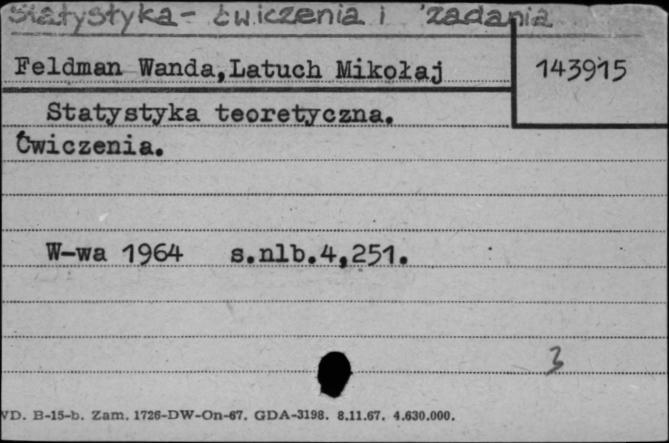 Statystyka - ćwiczenia i zadania
Feldman Wanda,Latuch Mikołaj
143915
Statystyka teoretyczna.
Ćwiczenia.
W-wa 1964 s.nlb.4,251.
3
VD. B-15-b. Zam. 1726-DW-On-67. GDA-3198. 8.11.67. 4.630.000.